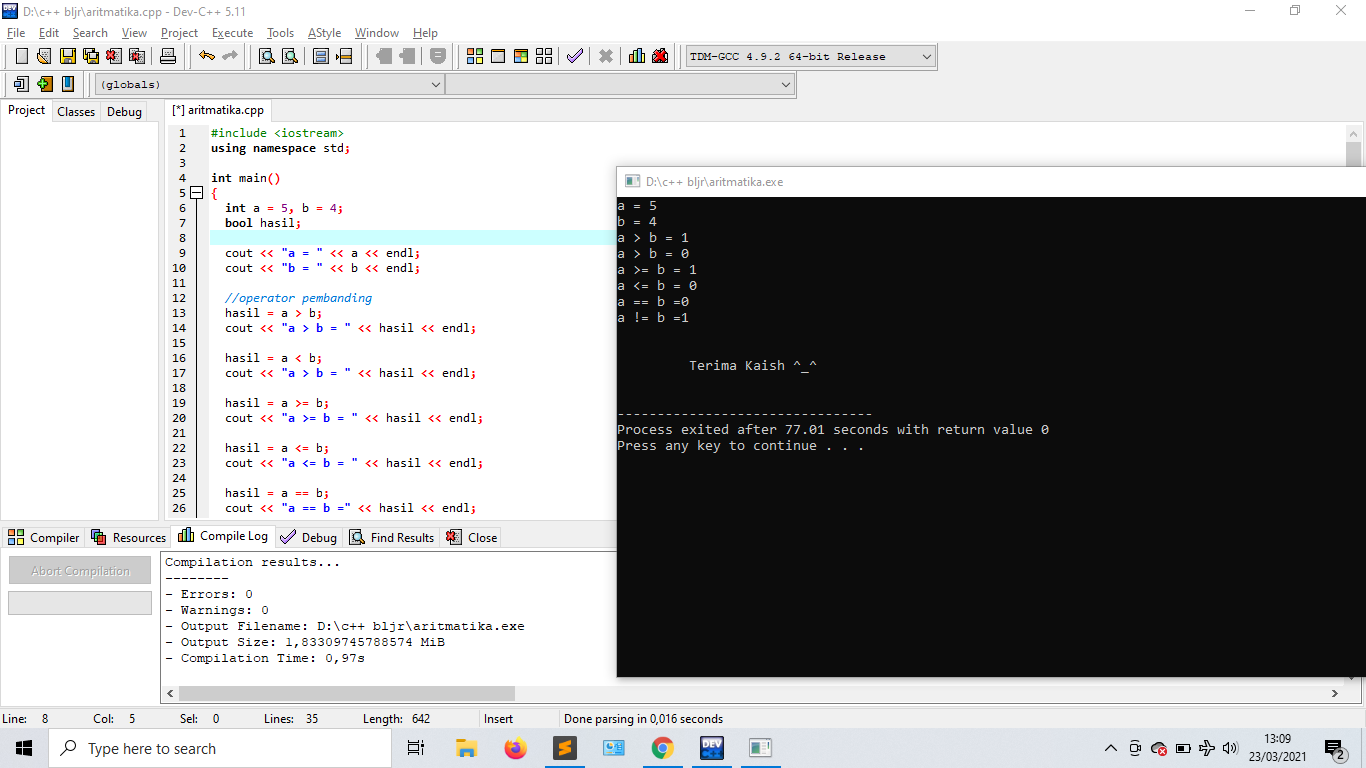 D:\c++ bljr\aritmatika.cpp - Dev-C++ 5.11
File Edit Search View Project Execute Tools AStyle Window Help
TDM-GCC 4.9.2 64-bit Release
(globals)
Project Classes Debug
[*] aritmatika.cpp
1 #include <iostream>
2 using namespace std;
3
4 int main()
5 {
6 int a = 5, b = 4;
7 bool hasil;
8
9 cout << "a = " << a << endl;
10 cout << "b = " << b << endl;
11
12 //operator pembanding
13 hasil = a > b;
14 cout << "a > b = " << hasil << endl;
15
16 hasil = a < b;
17 cout << "a > b = " << hasil << endl;
18
19 hasil = a >= b;
20 cout << "a >= b = " << hasil << endl;
21
22 hasil = a <= b;
23 cout << "a <= b = " << hasil << endl;
24
25 hasil = a == b;
26 cout << "a == b =" << hasil << endl;
D:\c++ bljr\aritmatika.exe
a = 5
b = 4
a > b = 1
a > b = 0
a >= b = 1
a <= b = 0
a == b =0
a != b =1
Terima Kaish ^_^
--------------------------------
Process exited after 77.01 seconds with return value 0
Press any key to continue . . .
Compiler Resources Compile Log Debug Find Results Close
Abort Compilation
Compilation results...
--------
- Errors: 0
- Warnings: 0
- Output Filename: D:\c++ bljr\aritmatika.exe
- Output Size: 1,83309745788574 MiB
- Compilation Time: 0,97s
Line: 8 Col: 5 Sel: 0 Lines: 35 Length: 642 Insert Done parsing in 0,016 seconds
Type here to search
DEV
13:09
23/03/2021
2